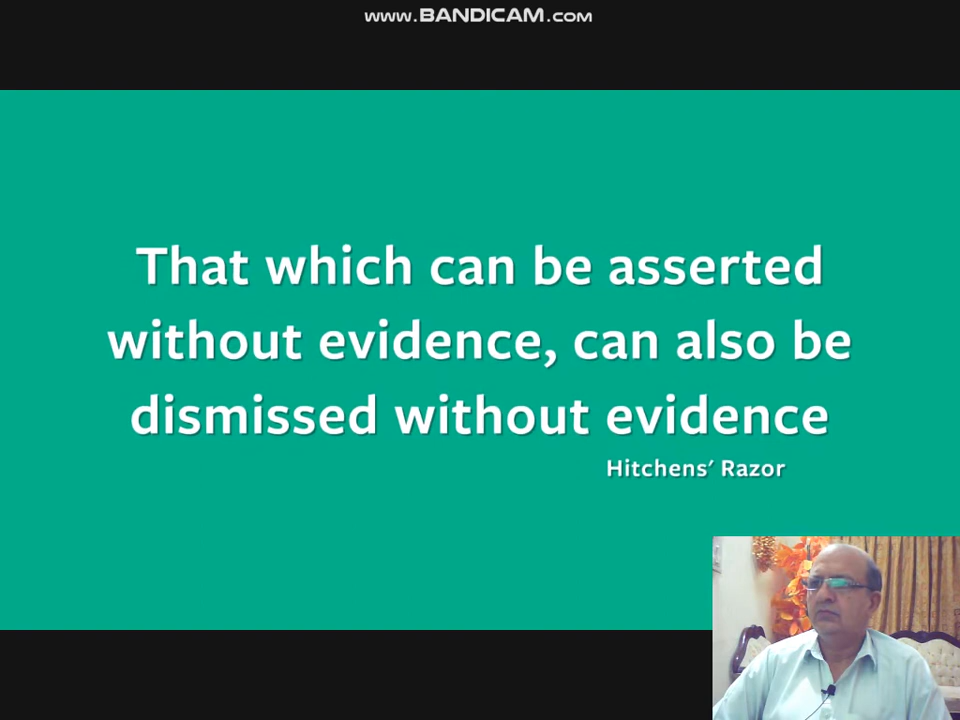 www.BANDICAM.com
That which can be asserted
without evidence, can also be
dismissed without evidence
Hitchens′ Razor